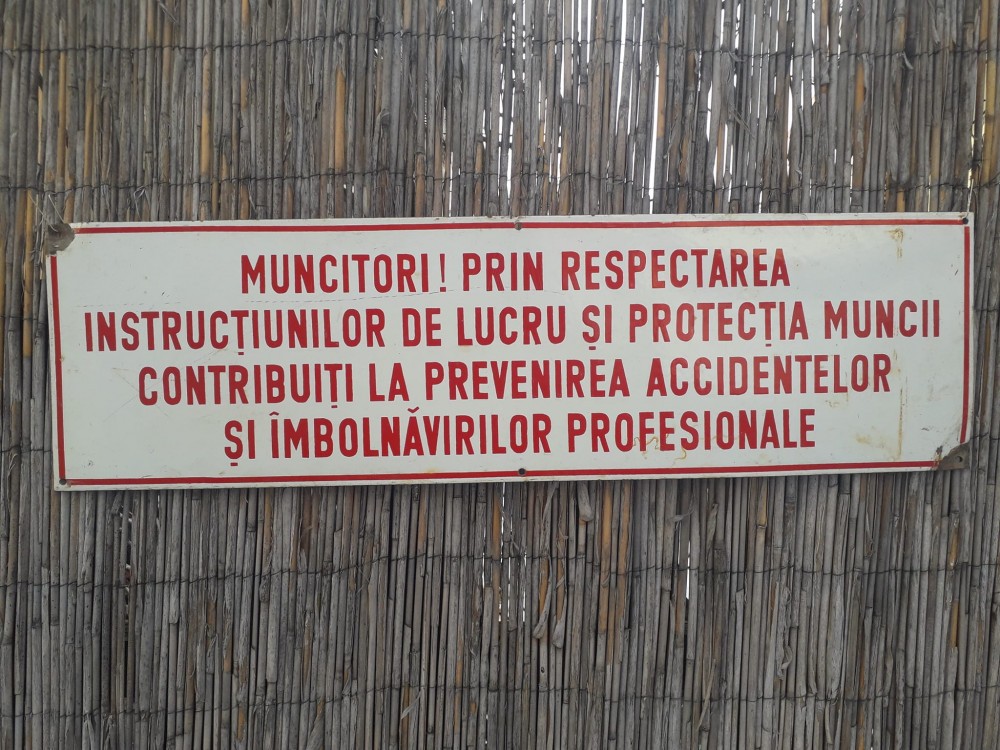 MUNCITORI! PRIN RESPECTAREA
INSTRUCȚIUNILOR DE LUCRU ȘI PROTECȚIA MUNCII
CONTRIBUIȚI LA PREVENIREA ACCIDENTELOR
ȘI ÎMBOLNĂVIRILOR PROFESIONALE